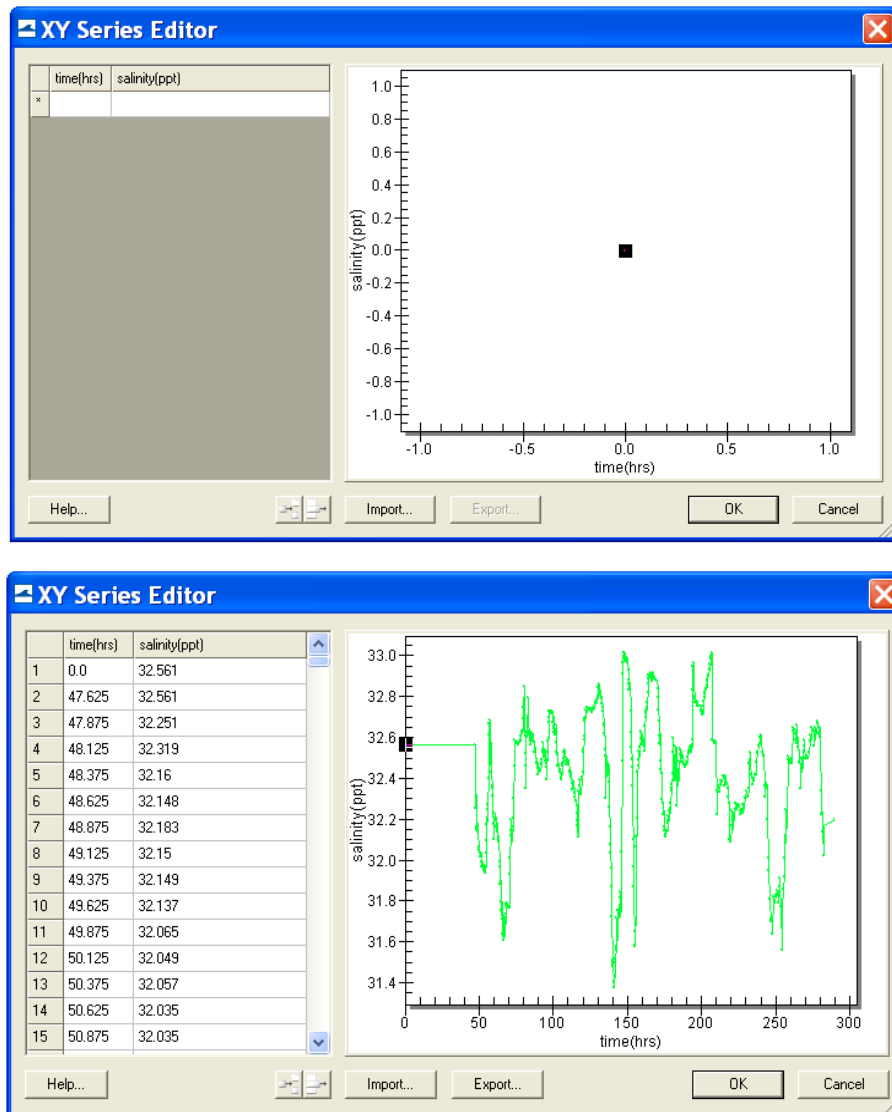 XY Series Editor
time(hrs) salinity(ppt)
*
1.0
0.8
0.6
0.4
0.2
0.0
-0.2
-0.4
-0.6
-0.8
-1.0
salinity(ppt)
-1.0 -0.5 0.0 0.5 1.0
time(hrs)
Help... Import... Export... OK Cancel
XY Series Editor
time(hrs) salinity(ppt)
1 0.0 32.561
2 47.625 32.561
3 47.875 32.251
4 48.125 32.319
5 48.375 32.16
6 48.625 32.148
7 48.875 32.183
8 49.125 32.15
9 49.375 32.149
10 49.625 32.137
11 49.875 32.065
12 50.125 32.049
13 50.375 32.057
14 50.625 32.035
15 50.875 32.035
33.0
32.8
32.6
32.4
32.2
32.0
31.8
31.6
31.4
salinity(ppt)
0 50 100 150 200 250 300
time(hrs)
Help... Import... Export... OK Cancel